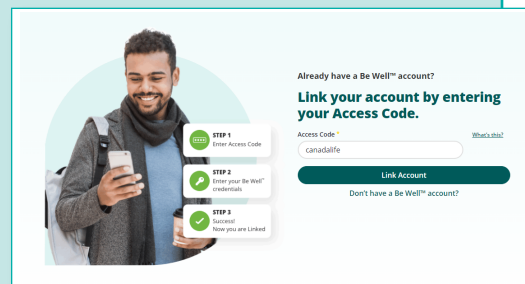 Already have a Be Well™ account?
Link your account by entering
your Access Code.
Access Code *
What's this?
canadalife
Link Account
Don't have a Be Well™ account?
STEP 1
Enter Access Code
STEP 2
Enter your Be Well™
credentials
STEP 3
Success!
Now you are Linked